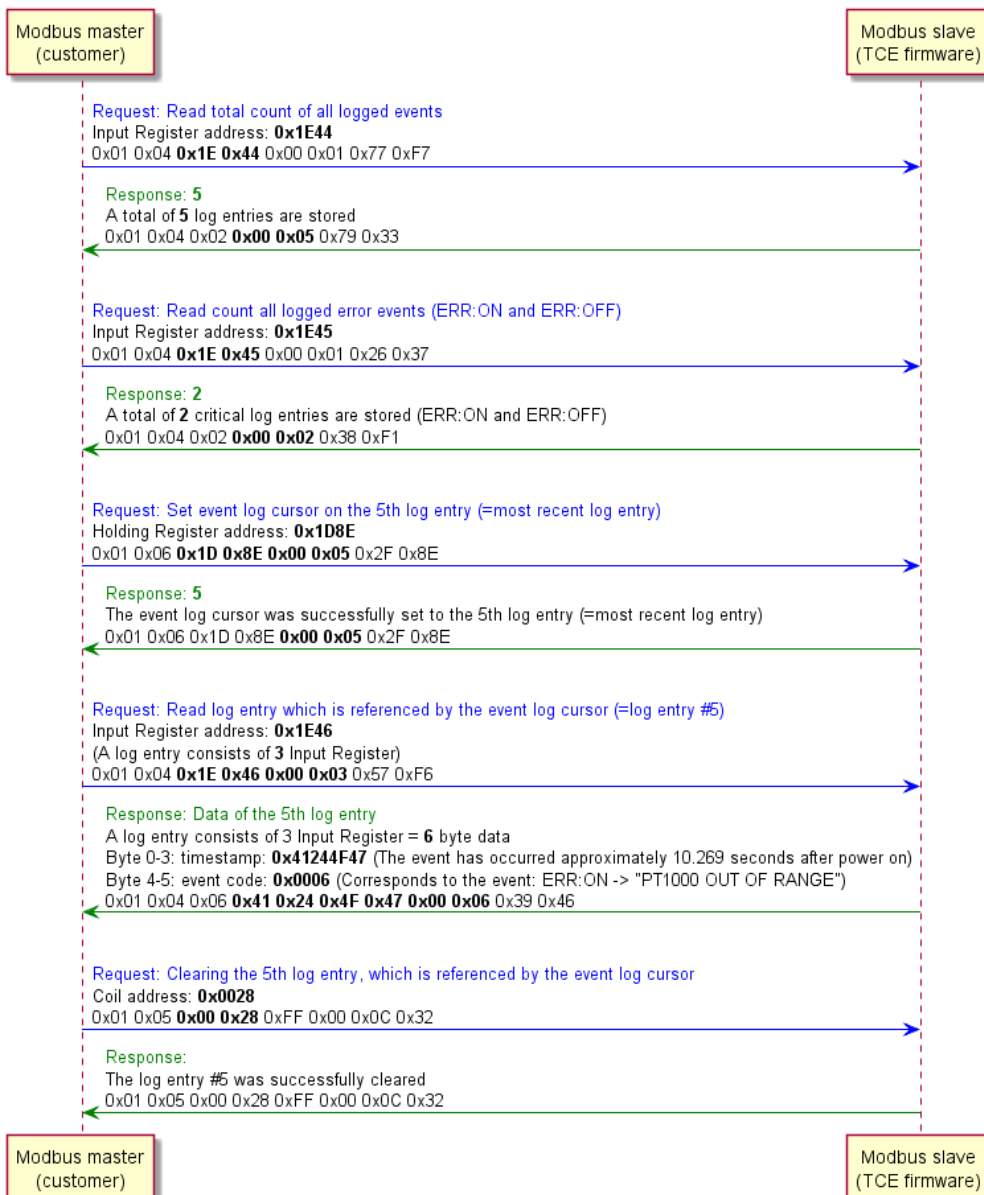 Modbus master
(customer)
Modbus slave
(TCE firmware)
Request: Read total count of all logged events
Input Register address: 0x1E44
0x01 0x04 0x1E 0x44 0x00 0x01 0x77 0xF7
Response: 5
A total of 5 log entries are stored
0x01 0x04 0x02 0x00 0x05 0x79 0x33
Request: Read count all logged error events (ERR:ON and ERR:OFF)
Input Register address: 0x1E45
0x01 0x04 0x1E 0x45 0x00 0x01 0x26 0x37
Response: 2
A total of 2 critical log entries are stored (ERR:ON and ERR:OFF)
0x01 0x04 0x02 0x00 0x02 0x38 0xF1
Request: Set event log cursor on the 5th log entry (=most recent log entry)
Holding Register address: 0x1D8E
0x01 0x06 0x1D 0x8E 0x00 0x05 0x2F 0x8E
Response: 5
The event log cursor was successfully set to the 5th log entry (=most recent log entry)
0x01 0x06 0x1D 0x8E 0x00 0x05 0x2F 0x8E
Request: Read log entry which is referenced by the event log cursor (=log entry #5)
Input Register address: 0x1E46
(A log entry consists of 3 Input Register)
0x01 0x04 0x1E 0x46 0x00 0x03 0x57 0xF6
Response: Data of the 5th log entry
A log entry consists of 3 Input Register = 6 byte data
Byte 0-3: timestamp: 0x41244F47 (The event has occurred approximately 10.269 seconds after power on)
Byte 4-5: event code: 0x0006 (Corresponds to the event: ERR:ON -> "PT1000 OUT OF RANGE")
0x01 0x04 0x06 0x41 0x24 0x4F 0x47 0x00 0x06 0x39 0x46
Request: Clearing the 5th log entry, which is referenced by the event log cursor
Coil address: 0x0028
0x01 0x05 0x00 0x28 0xFF 0x00 0x0C 0x32
Response:
The log entry #5 was successfully cleared
0x01 0x05 0x00 0x28 0xFF 0x00 0x0C 0x32
Modbus master
(customer)
Modbus slave
(TCE firmware)